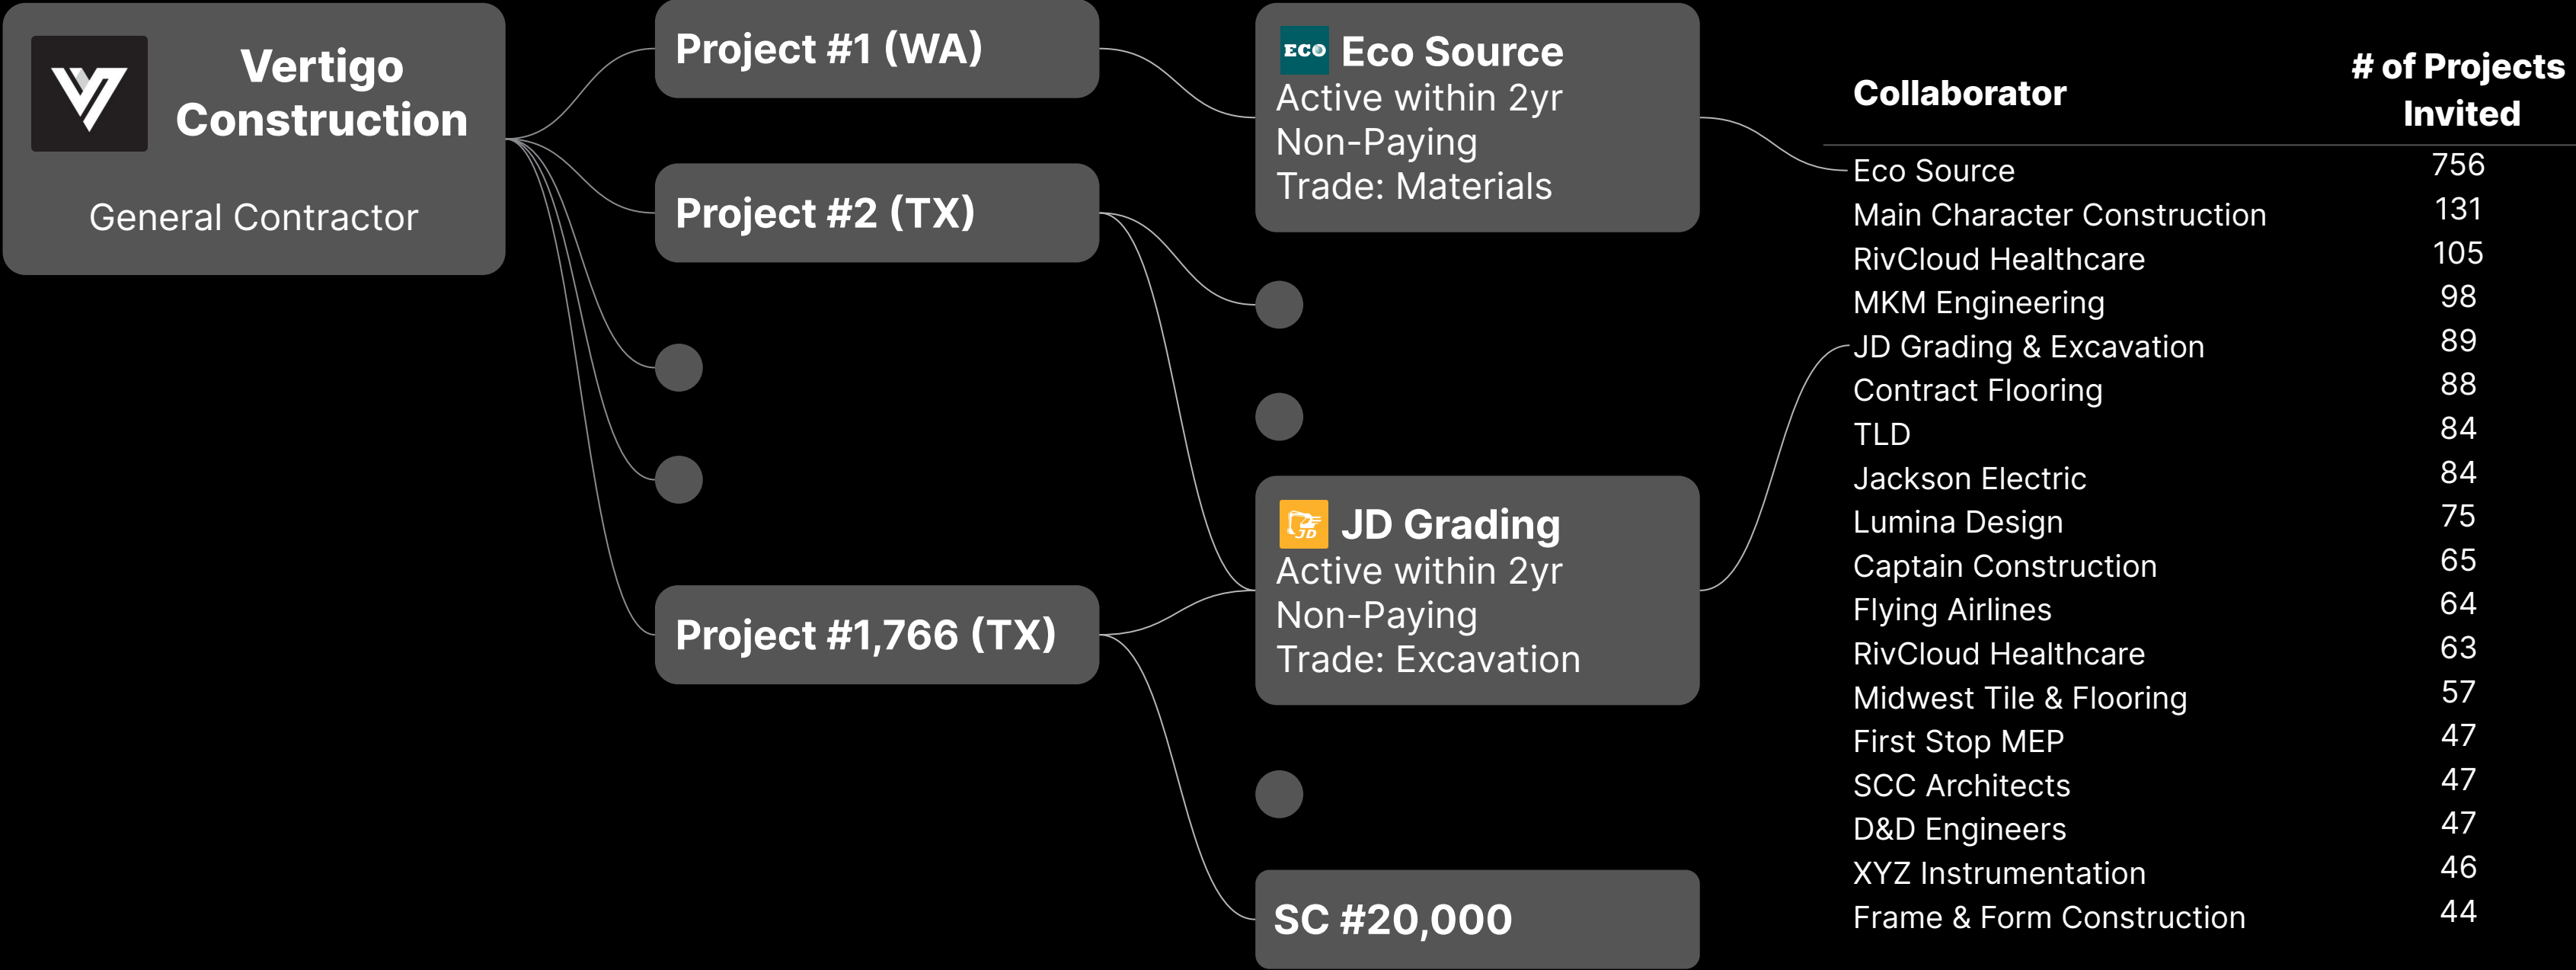 Vertigo
Construction
General Contractor
Project #1 (WA)
Project #2 (TX)
Project #1,766 (TX)
ECO
Eco Source
Active within 2yr
Non-Paying
Trade: Materials
JD
JD Grading
Active within 2yr
Non-Paying
Trade: Excavation
SC #20,000
Collaborator
# of Projects
Invited
Eco Source 756
Main Character Construction 131
RivCloud Healthcare 105
MKM Engineering 98
JD Grading & Excavation 89
Contract Flooring 88
TLD 84
Jackson Electric 84
Lumina Design 75
Captain Construction 65
Flying Airlines 64
RivCloud Healthcare 63
Midwest Tile & Flooring 57
First Stop MEP 47
SCC Architects 47
D&D Engineers 47
XYZ Instrumentation 46
Frame & Form Construction 44